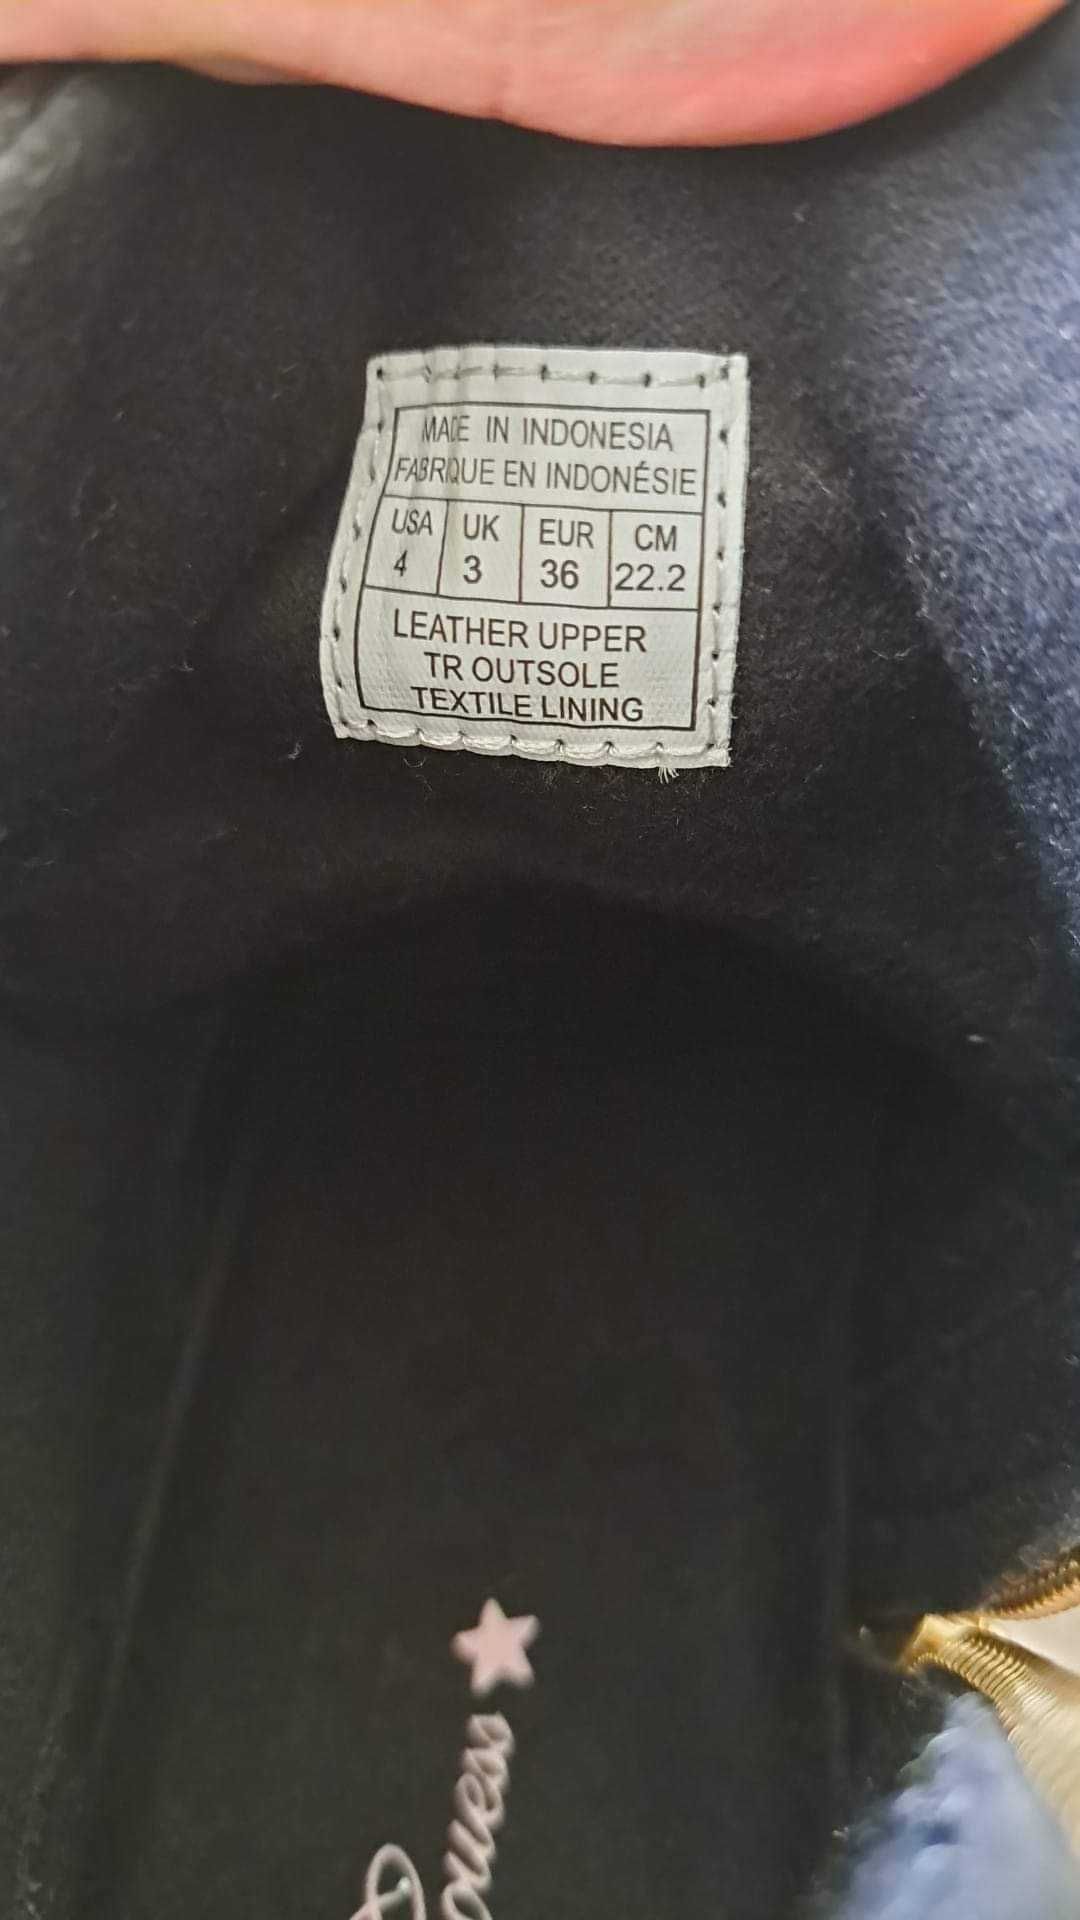 MADE IN INDONESIA
FABRIQUE EN INDONÉSIE
USA UK EUR CM
4 3 36 22.2
LEATHER UPPER
TR OUTSOLE
TEXTILE LINING